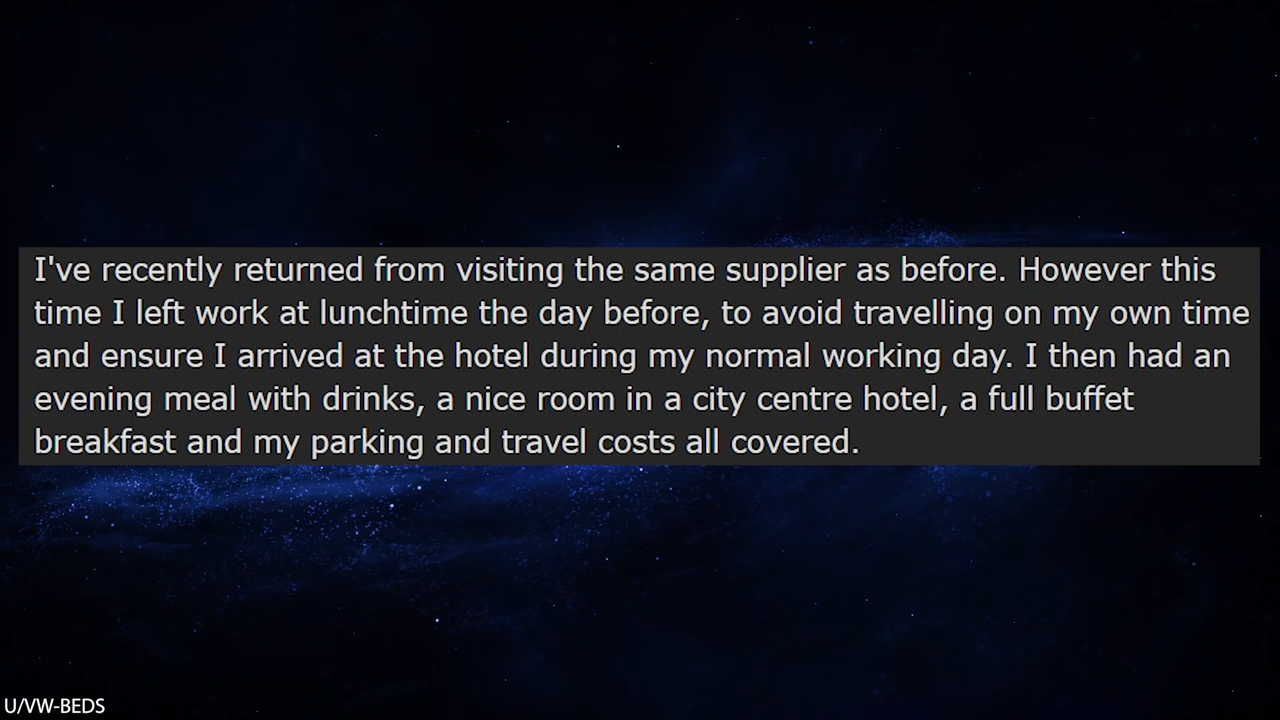 I've recently returned from visiting the same supplier as before. However this
time I left work at lunchtime the day before, to avoid travelling on my own time
and ensure I arrived at the hotel during my normal working day. I then had an
evening meal with drinks, a nice room in a city centre hotel, a full buffet
breakfast and my parking and travel costs all covered.
U/VW-BEDS